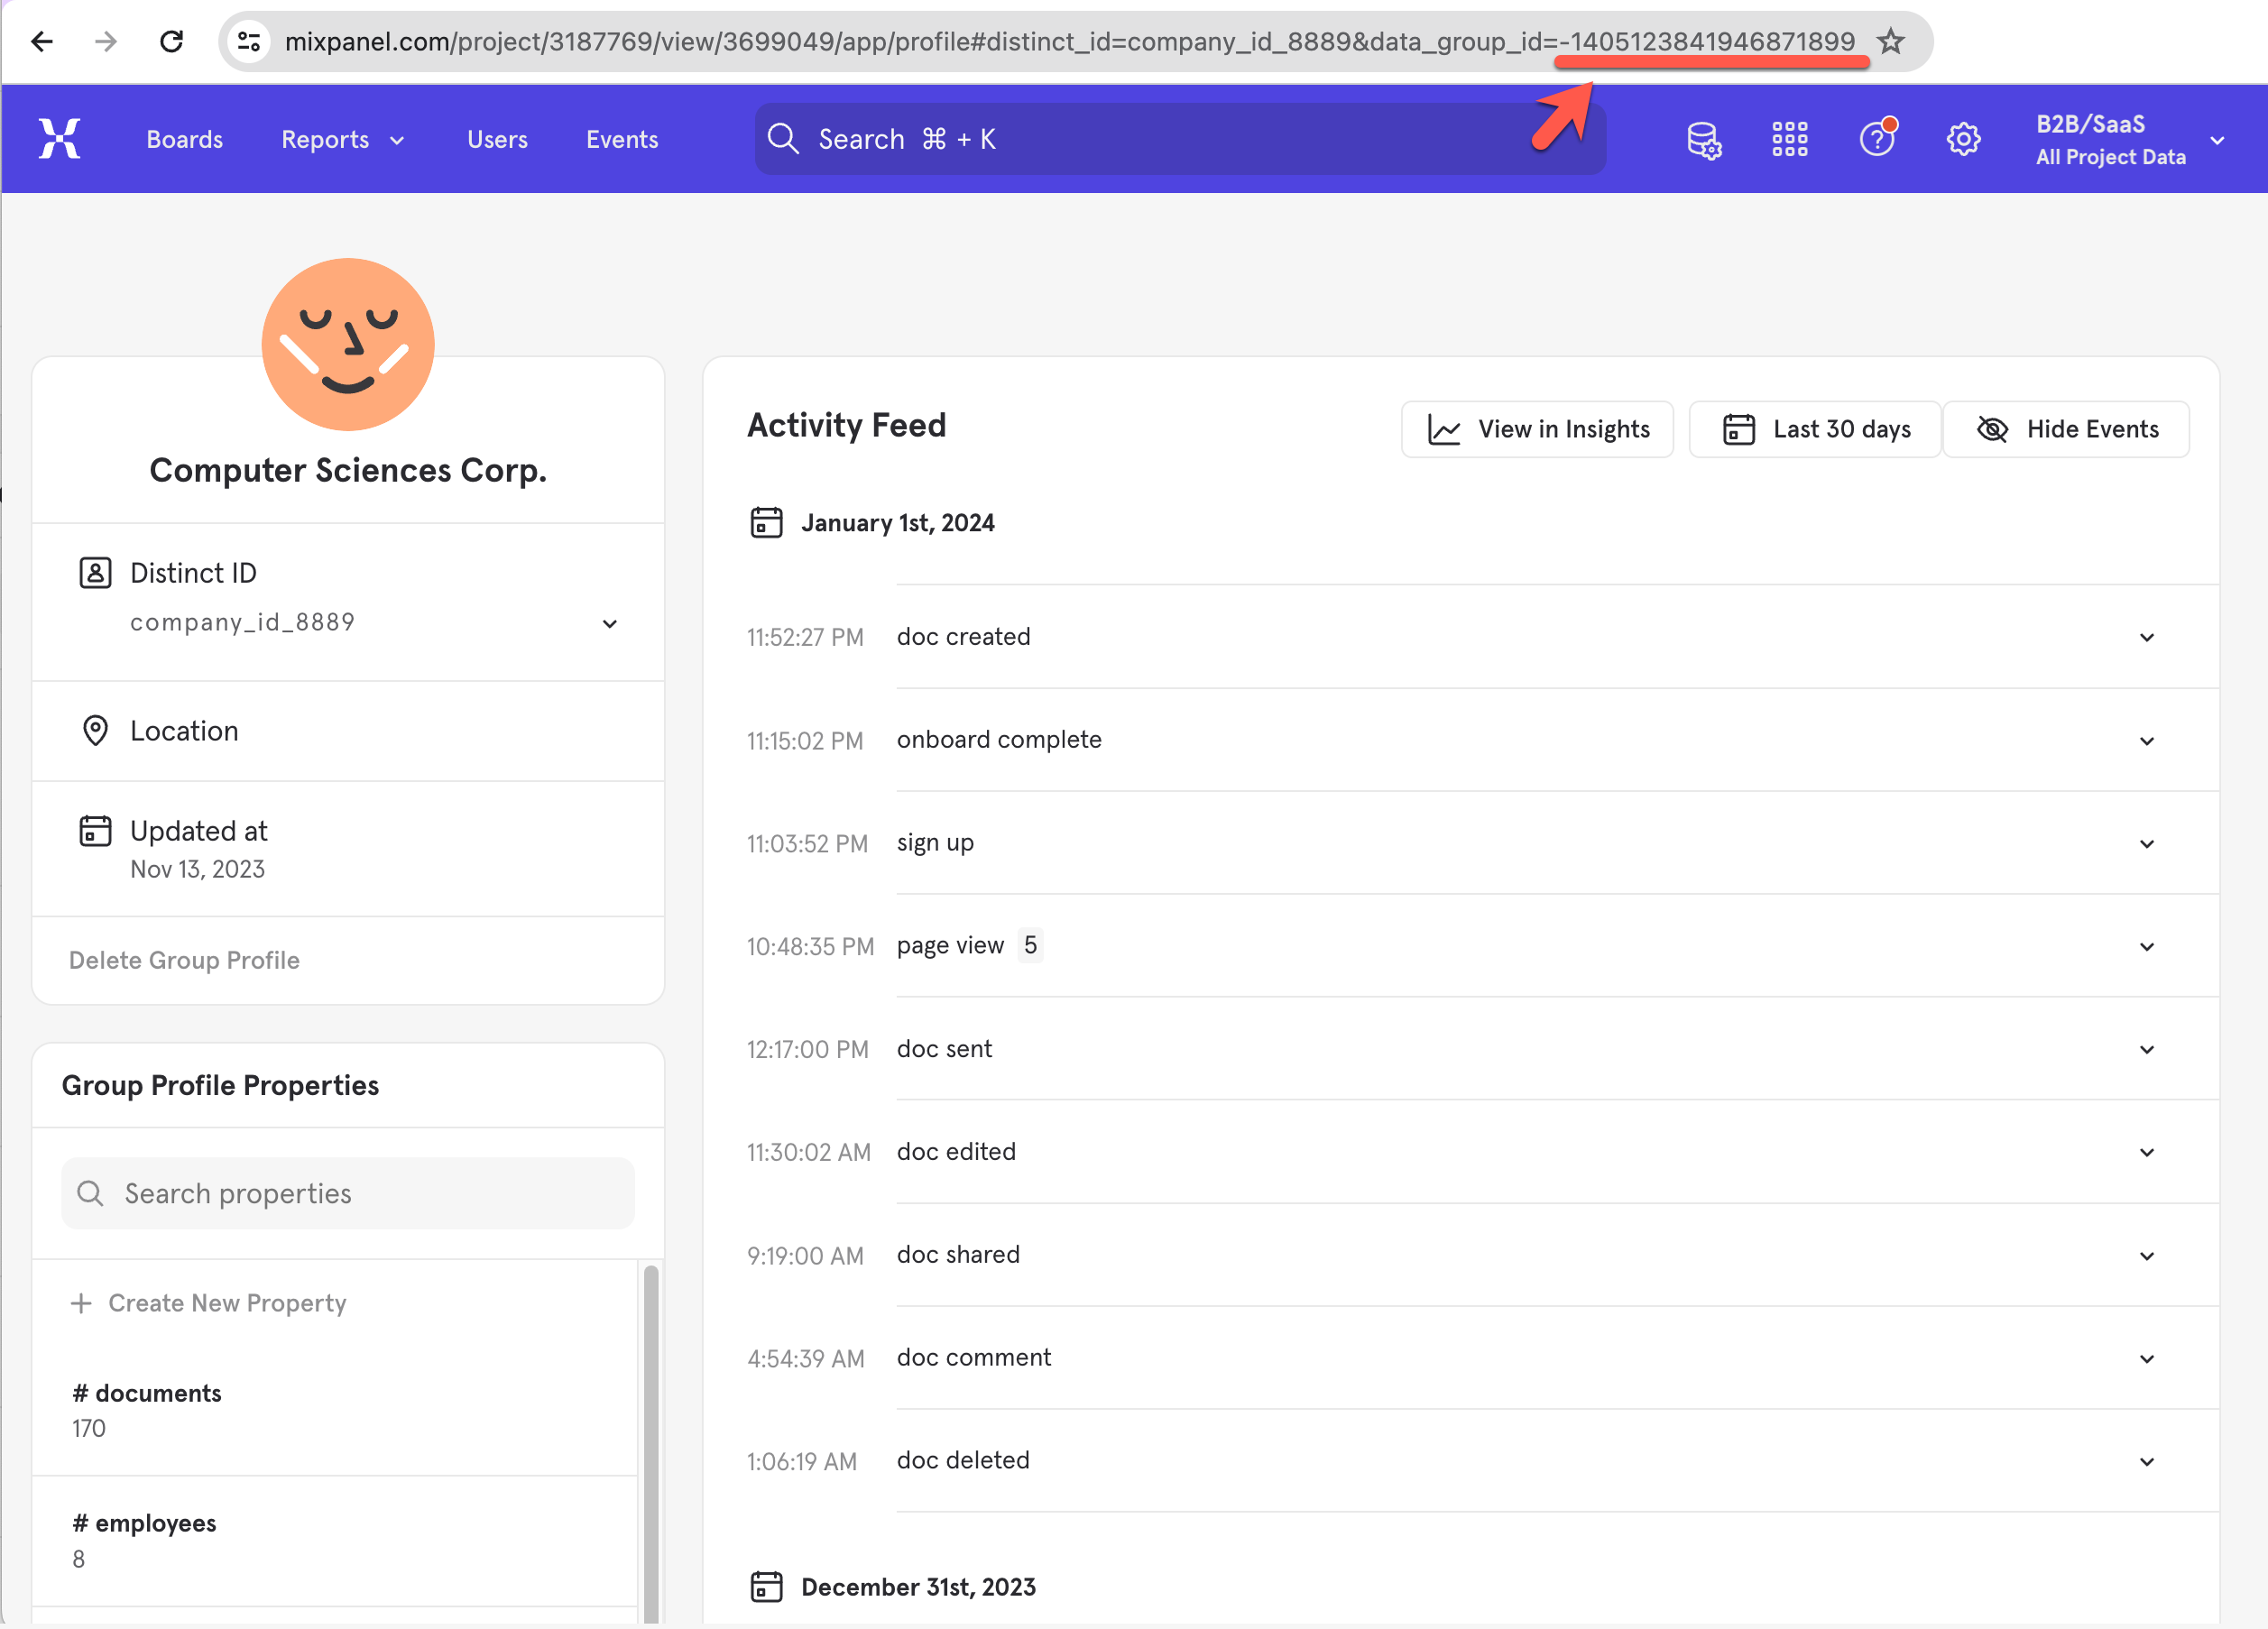 mixpanel.com/project/3187769/view/3699049/app/profile#distinct_id=company_id_8889&data_group_id=-1405123841946871899
Boards Reports Users Events
Search ⌘ + K
B2B/SaaS
All Project Data
Computer Sciences Corp.
Distinct ID
company_id_8889
Location
Updated at
Nov 13, 2023
Delete Group Profile
Group Profile Properties
Search properties
+ Create New Property
# documents
170
# employees
8
Activity Feed
View in Insights
Last 30 days
Hide Events
January 1st, 2024
11:52:27 PM doc created
11:15:02 PM onboard complete
11:03:52 PM sign up
10:48:35 PM page view 5
12:17:00 PM doc sent
11:30:02 AM doc edited
9:19:00 AM doc shared
4:54:39 AM doc comment
1:06:19 AM doc deleted
December 31st, 2023